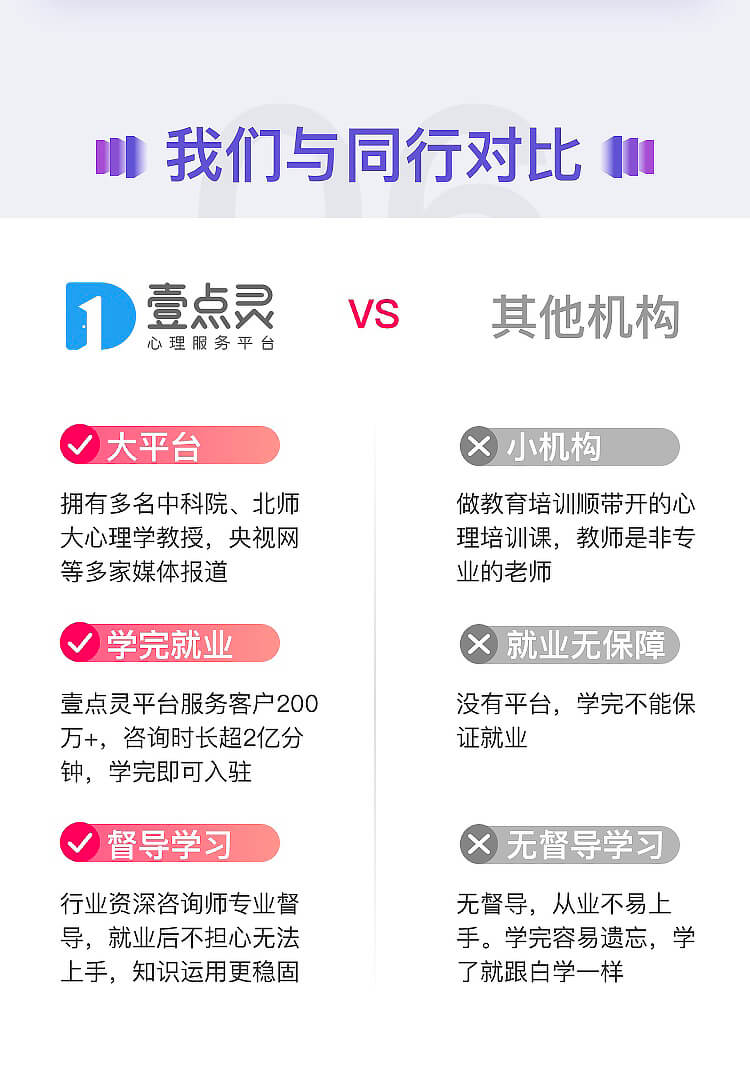 06
我们与同行对比
壹点灵
心理服务平台
VS
其他机构
大平台
拥有多名中科院、北师
大心理学教授，央视网
等多家媒体报道
小机构
做教育培训顺带开的心
理培训课，教师是非专
业的老师
学完就业
壹点灵平台服务客户200
万+，咨询时长超2亿分
钟，学完即可入驻
就业无保障
没有平台，学完不能保
证就业
督导学习
行业资深咨询师专业督
导，就业后不担心无法
上手，知识运用更稳固
无督导学习
无督导，从业不易上
手。学完容易遗忘，学
了就跟白学一样